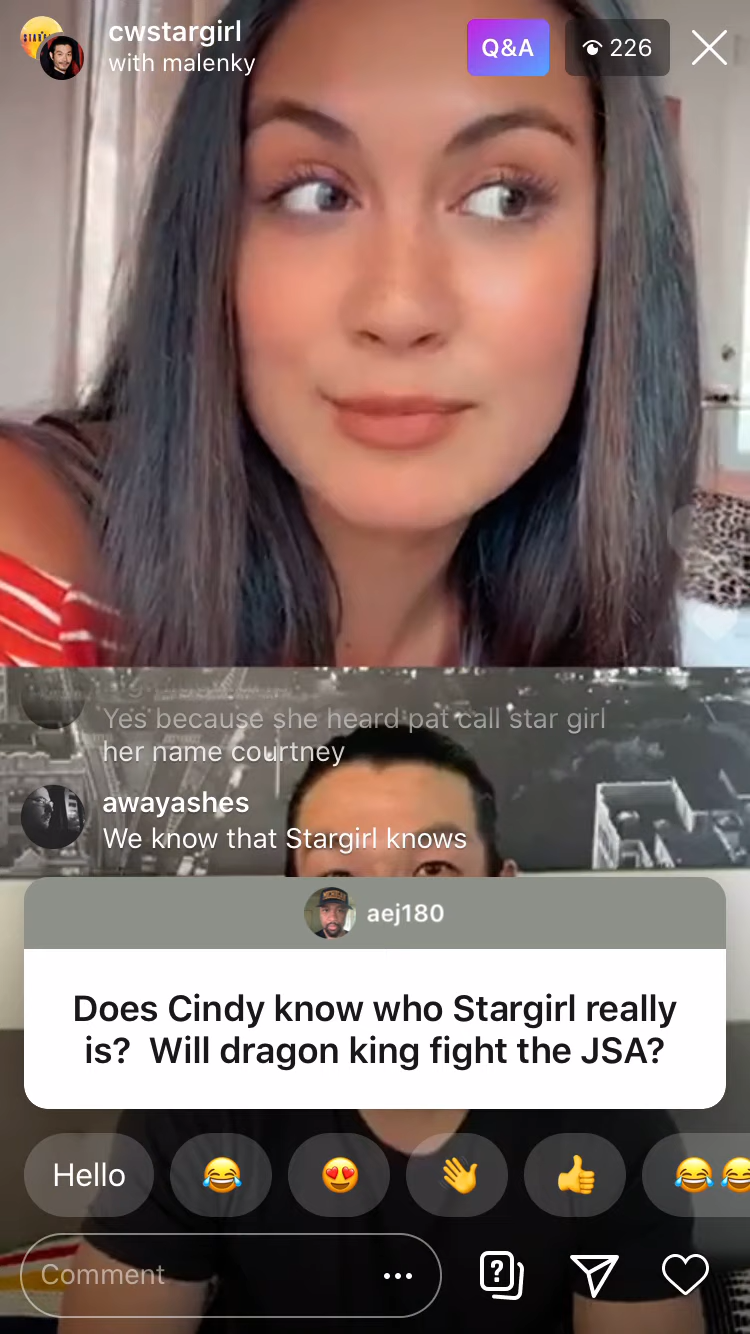 cwstargirl
with malenky
Q&A
226
Yes because she heard pat call star girl
her name courtney
awayashes
We know that Stargirl knows
aej180
Does Cindy know who Stargirl really
is? Will dragon king fight the JSA?
Hello
Comment